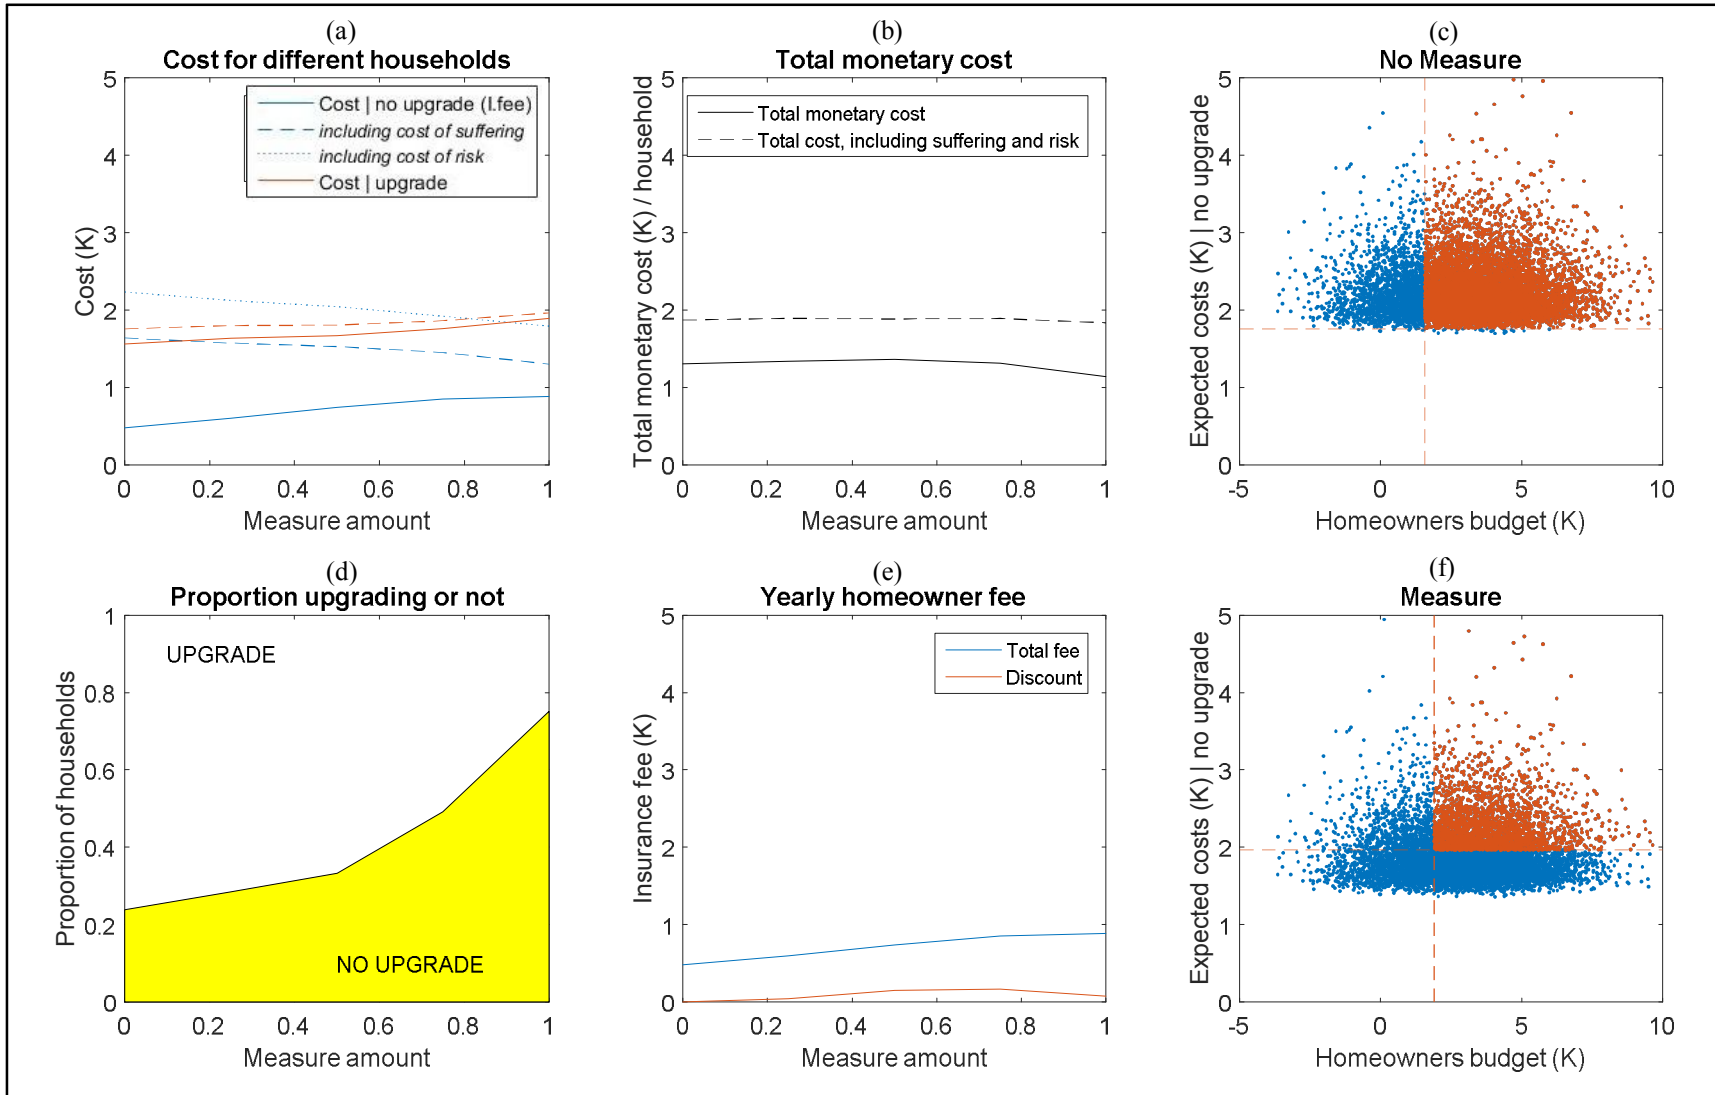 (a)
Cost for different households
5
4
3
2
1
0
Cost (K)
Cost | no upgrade (I.fee)
including cost of suffering
including cost of risk
Cost | upgrade
0 0.2 0.4 0.6 0.8 1
Measure amount
(b)
Total monetary cost
5
4
3
2
1
0
Total monetary cost (K) / household
Total monetary cost
Total cost, including suffering and risk
0 0.2 0.4 0.6 0.8 1
Measure amount
(c)
No Measure
5
4
3
2
1
0
Expected costs (K) | no upgrade
-5 0 5 10
Homeowners budget (K)
(d)
Proportion upgrading or not
1
0.8
0.6
0.4
0.2
0
Proportion of households
UPGRADE
NO UPGRADE
0 0.2 0.4 0.6 0.8 1
Measure amount
(e)
Yearly homeowner fee
5
4
3
2
1
0
Insurance fee (K)
Total fee
Discount
0 0.2 0.4 0.6 0.8 1
Measure amount
(f)
Measure
5
4
3
2
1
0
Expected costs (K) | no upgrade
-5 0 5 10
Homeowners budget (K)